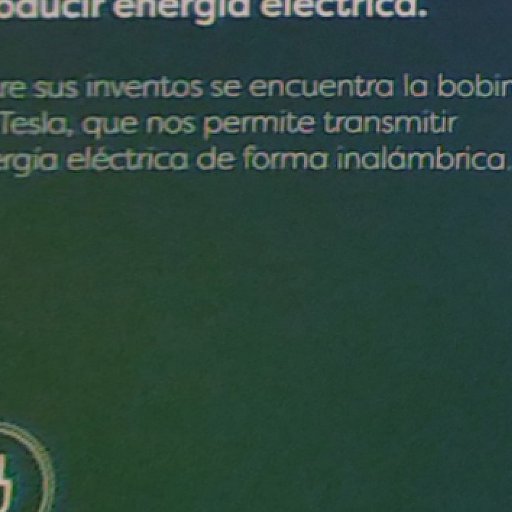 oducir energía eléctrica.
re sus inventos se encuentra la bobin
Tesla, que nos permite transmitir
ergía eléctrica de forma inalámbrica.